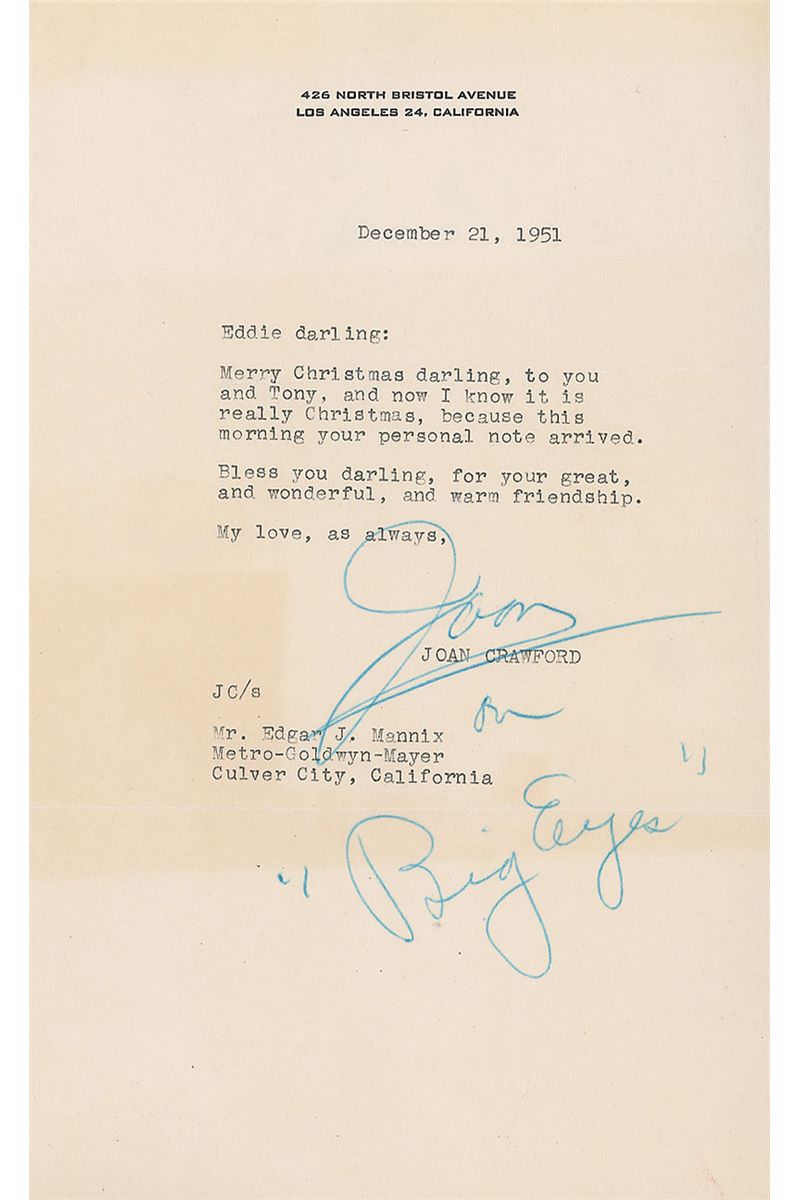 426 NORTH BRISTOL AVENUE
LOS ANGELES 24, CALIFORNIA
December 21, 1951
Eddie darling:
Merry Christmas darling, to you
and Tony, and now I know it is
really Christmas, because this
morning your personal note arrived.
Bless you darling, for your great,
and wonderful, and warm friendship.
My love, as always,
Joan
JOAN CRAWFORD
JC/s
or
Mr. Edgar J. Mannix
Metro-Goldwyn-Mayer
Culver City, California
"Big Eyes"